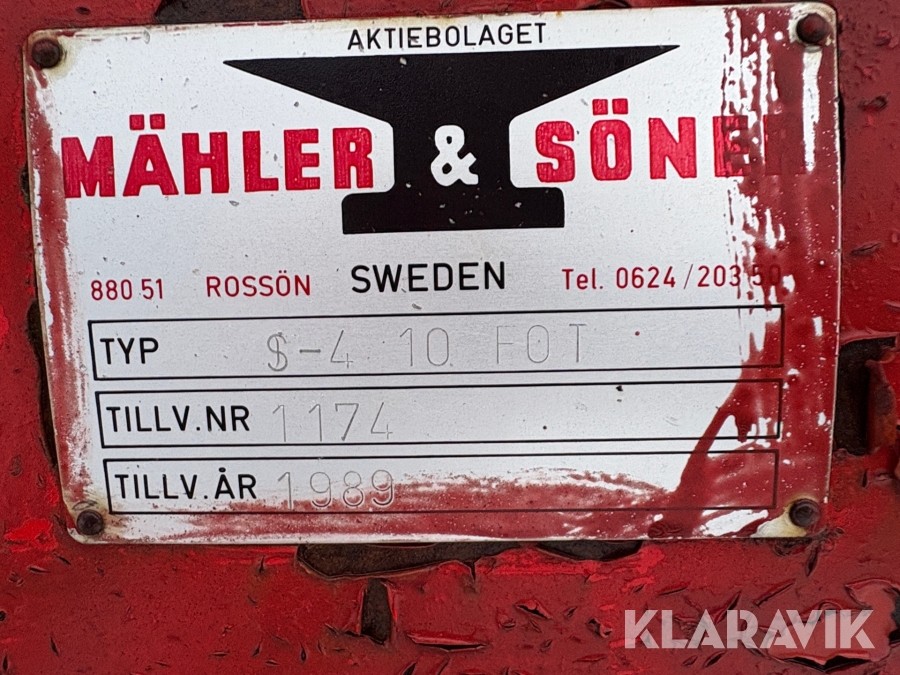 AKTIEBOLAGET
MÄHLER & SÖNER
880 51 ROSSÖN SWEDEN Tel. 0624/203 50
TYP S-4 10 FOT
TILLV.NR 1174
TILLV.ÅR 1989
KLARAVIK